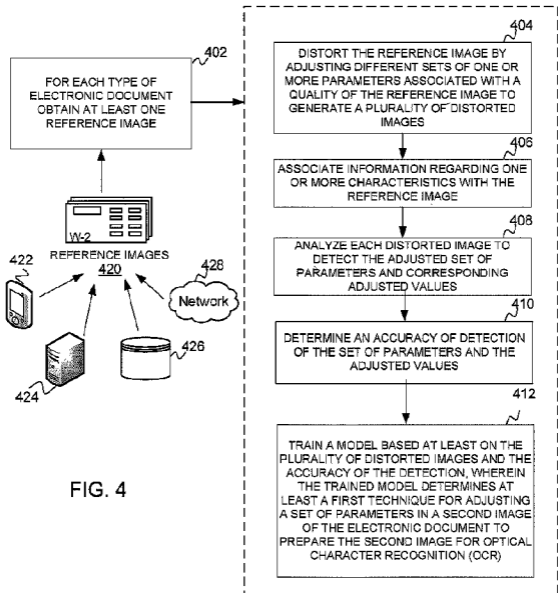 402
FOR EACH TYPE OF
ELECTRONIC DOCUMENT
OBTAIN AT LEAST ONE
REFERENCE IMAGE
W-2
REFERENCE IMAGES
420
422
424
426
428
Network
FIG. 4
404
DISTORT THE REFERENCE IMAGE BY
ADJUSTING DIFFERENT SETS OF ONE OR
MORE PARAMETERS ASSOCIATED WITH A
QUALITY OF THE REFERENCE IMAGE TO
GENERATE A PLURALITY OF DISTORTED
IMAGES
406
ASSOCIATE INFORMATION REGARDING ONE
OR MORE CHARACTERISTICS WITH THE
REFERENCE IMAGE
408
ANALYZE EACH DISTORTED IMAGE TO
DETECT THE ADJUSTED SET OF
PARAMETERS AND CORRESPONDING
ADJUSTED VALUES
410
DETERMINE AN ACCURACY OF DETECTION
OF THE SET OF PARAMETERS AND THE
ADJUSTED VALUES
412
TRAIN A MODEL BASED AT LEAST ON THE
PLURALITY OF DISTORTED IMAGES AND THE
ACCURACY OF THE DETECTION, WHEREIN
THE TRAINED MODEL DETERMINES AT
LEAST A FIRST TECHNIQUE FOR ADJUSTING
A SET OF PARAMETERS IN A SECOND IMAGE
OF THE ELECTRONIC DOCUMENT TO
PREPARE THE SECOND IMAGE FOR OPTICAL
CHARACTER RECOGNITION (OCR)